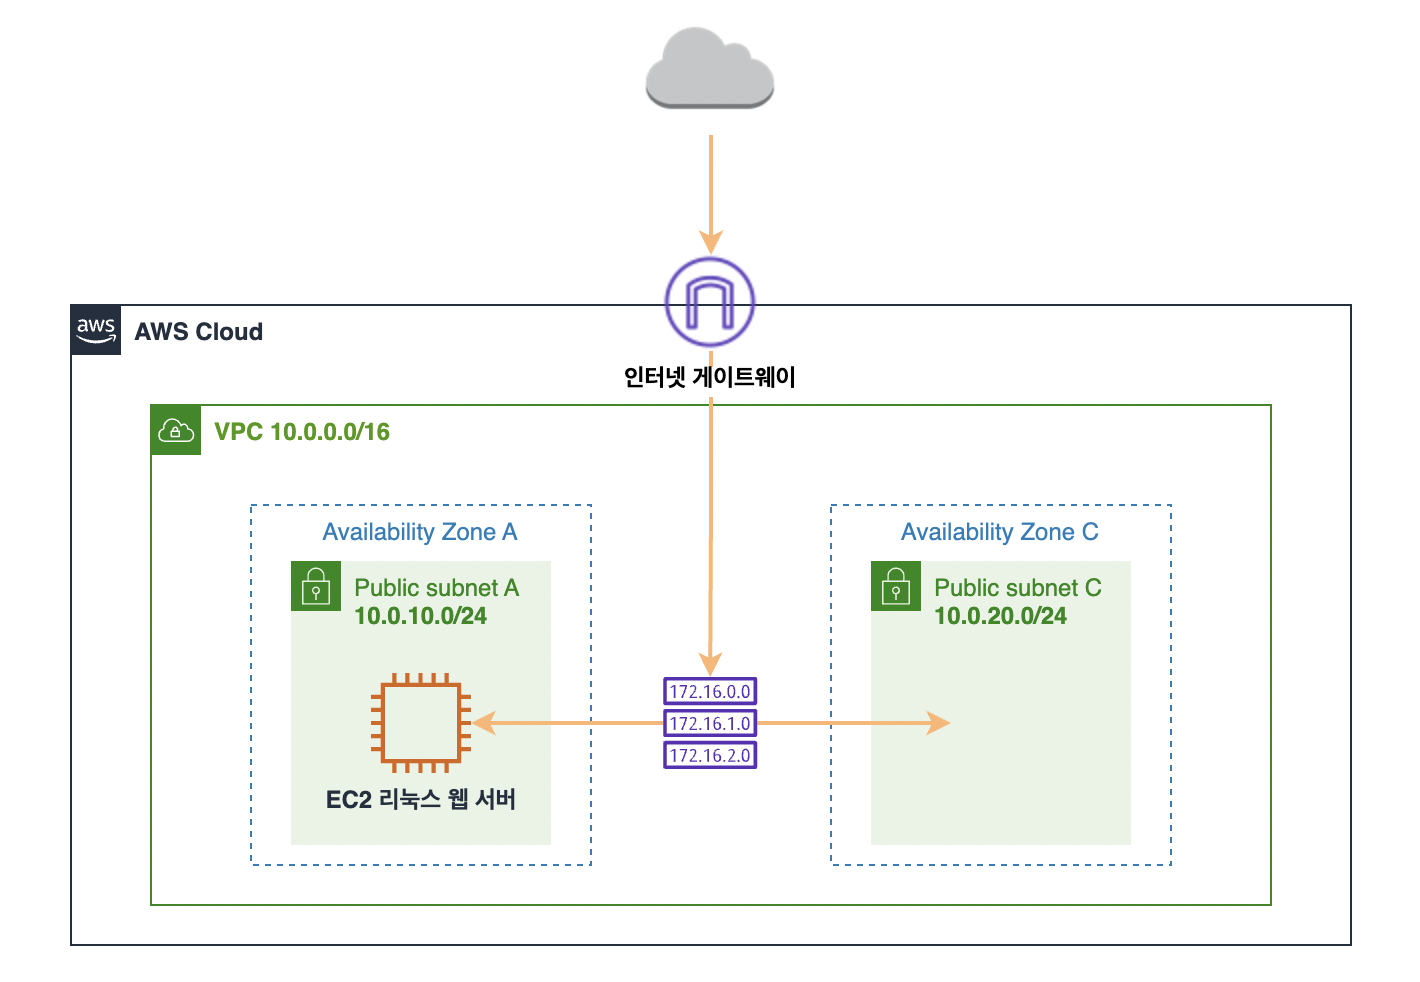 aws
AWS Cloud
인터넷 게이트웨이
VPC 10.0.0.0/16
Availability Zone A
Public subnet A
10.0.10.0/24
EC2 리눅스 웹 서버
172.16.0.0
172.16.1.0
172.16.2.0
Availability Zone C
Public subnet C
10.0.20.0/24